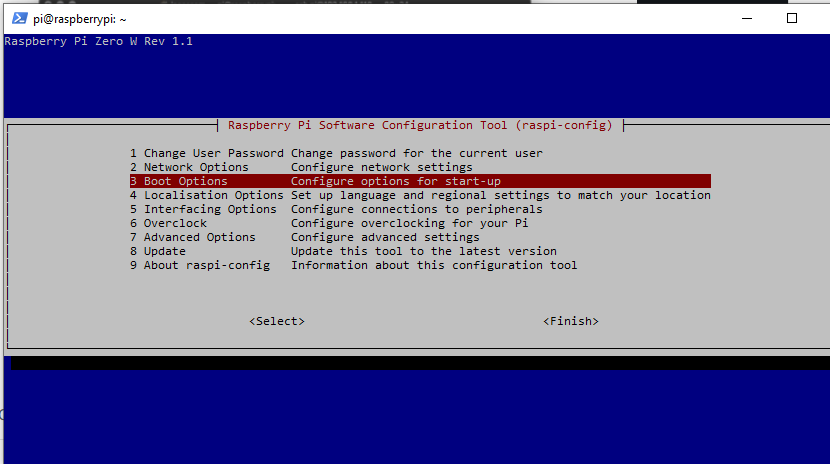 pi@raspberrypi: ~
Raspberry Pi Zero W Rev 1.1
Raspberry Pi Software Configuration Tool (raspi-config)
1 Change User Password Change password for the current user
2 Network Options Configure network settings
3 Boot Options Configure options for start-up
4 Localisation Options Set up language and regional settings to match your location
5 Interfacing Options Configure connections to peripherals
6 Overclock Configure overclocking for your Pi
7 Advanced Options Configure advanced settings
8 Update Update this tool to the latest version
9 About raspi-config Information about this configuration tool
<Select> <Finish>